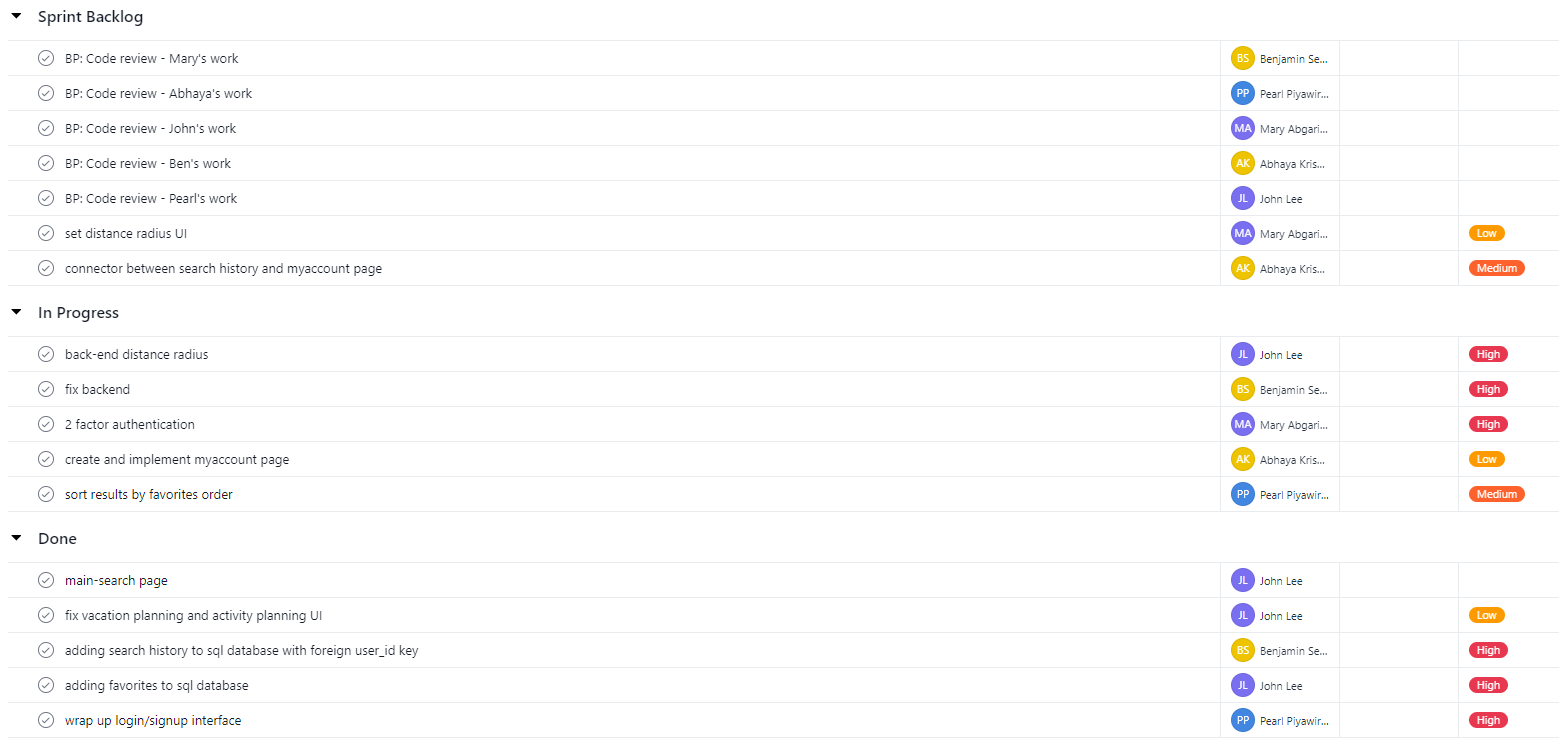 Sprint Backlog
BP: Code review - Mary's work BS Benjamin Se...
BP: Code review - Abhaya's work PP Pearl Piyawir...
BP: Code review - John's work MA Mary Abgari...
BP: Code review - Ben's work AK Abhaya Kris...
BP: Code review - Pearl's work JL John Lee
set distance radius UI MA Mary Abgari... Low
connector between search history and myaccount page AK Abhaya Kris... Medium
In Progress
back-end distance radius JL John Lee High
fix backend BS Benjamin Se... High
2 factor authentication MA Mary Abgari... High
create and implement myaccount page AK Abhaya Kris... Low
sort results by favorites order PP Pearl Piyawir... Medium
Done
main-search page JL John Lee
fix vacation planning and activity planning UI JL John Lee Low
adding search history to sql database with foreign user_id key BS Benjamin Se... High
adding favorites to sql database JL John Lee High
wrap up login/signup interface PP Pearl Piyawir... High